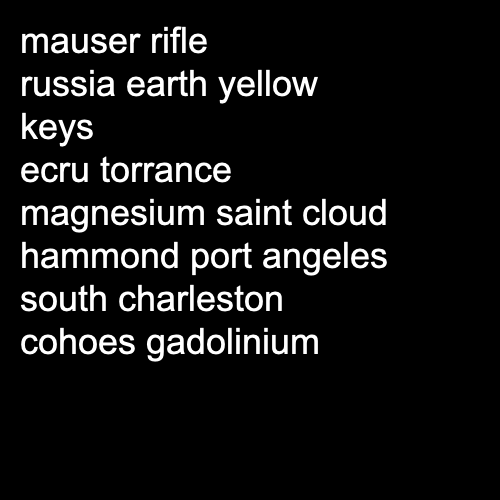 mauser rifle
russia earth yellow
keys
ecru torrance
magnesium saint cloud
hammond port angeles
south charleston
cohoes gadolinium